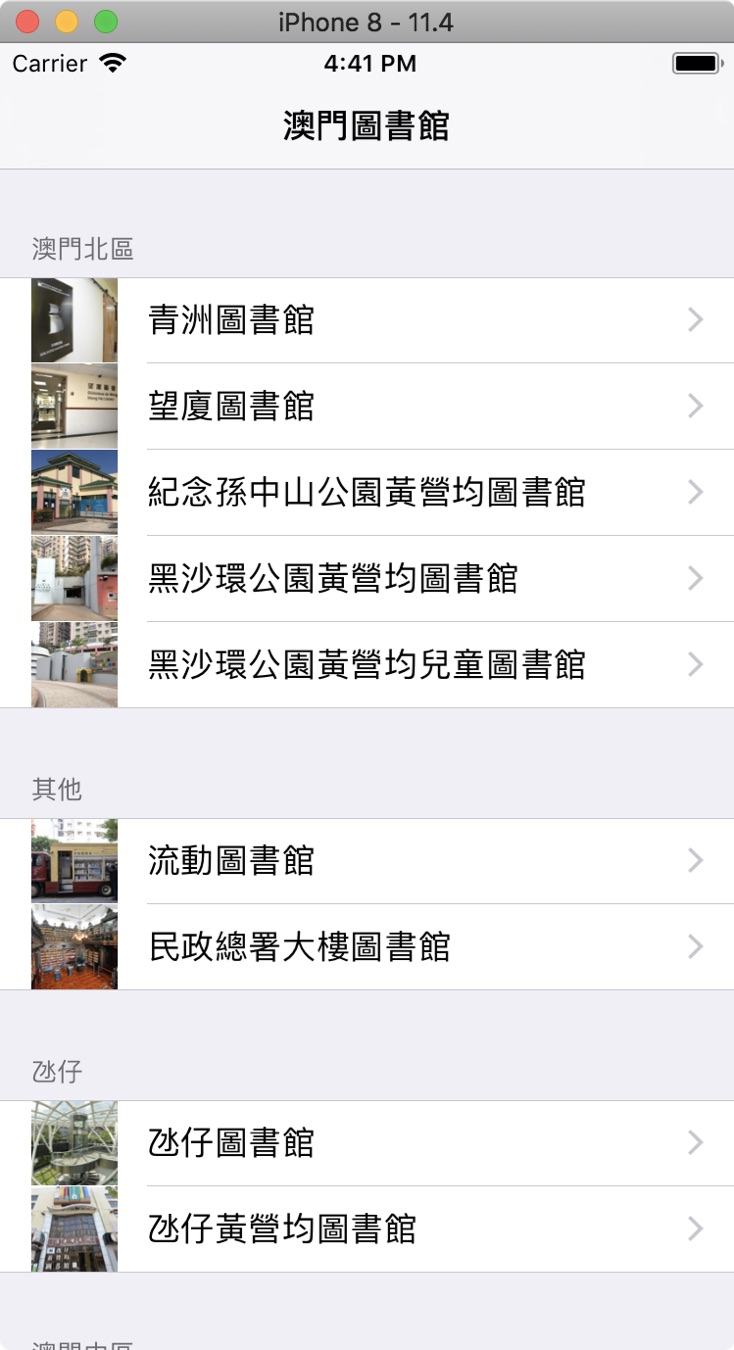 iPhone 8 - 11.4
Carrier
4:41 PM
澳門圖書館
澳門北區
青洲圖書館
望廈圖書館
紀念孫中山公園黃營均圖書館
黑沙環公園黃營均圖書館
黑沙環公園黃營均兒童圖書館
其他
流動圖書館
民政總署大樓圖書館
氹仔
氹仔圖書館
氹仔黃營均圖書館